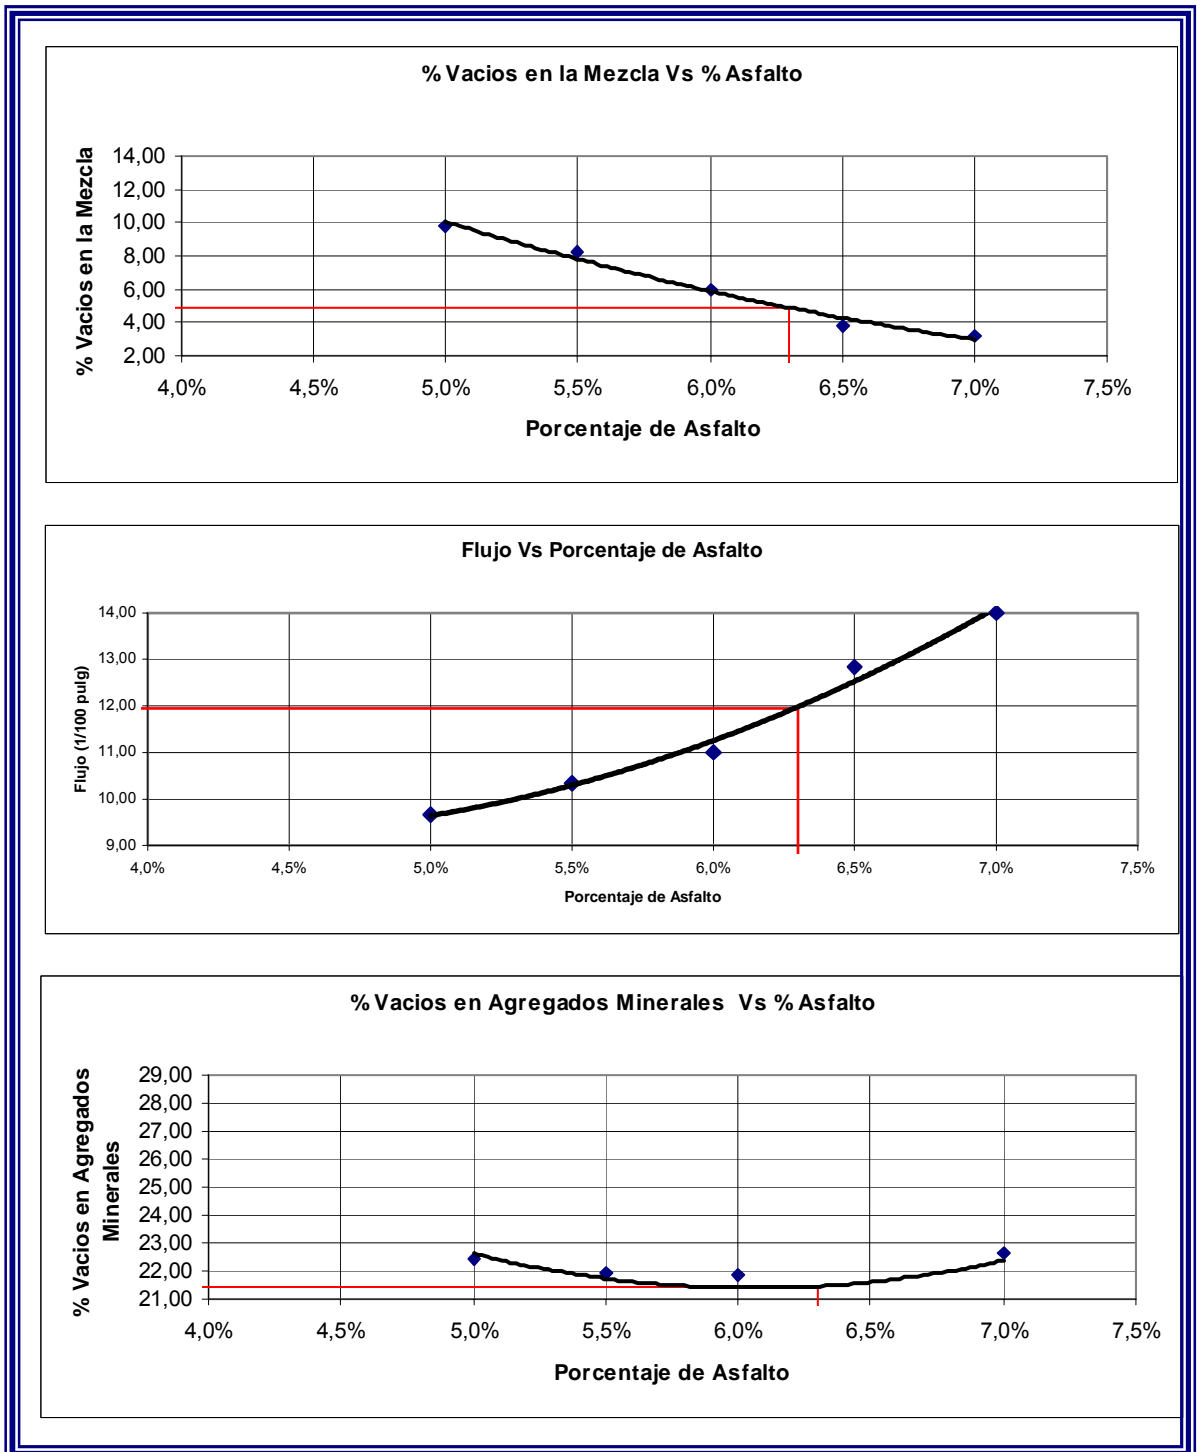 % Vacios en la Mezcla Vs % Asfalto
% Vacios en la Mezcla
14,00
12,00
10,00
8,00
6,00
4,00
2,00
4,0% 4,5% 5,0% 5,5% 6,0% 6,5% 7,0% 7,5%
Porcentaje de Asfalto
Flujo Vs Porcentaje de Asfalto
Flujo (1/100 pulg)
14,00
13,00
12,00
11,00
10,00
9,00
4,0% 4,5% 5,0% 5,5% 6,0% 6,5% 7,0% 7,5%
Porcentaje de Asfalto
% Vacios en Agregados Minerales Vs % Asfalto
% Vacios en Agregados
Minerales
29,00
28,00
27,00
26,00
25,00
24,00
23,00
22,00
21,00
4,0% 4,5% 5,0% 5,5% 6,0% 6,5% 7,0% 7,5%
Porcentaje de Asfalto